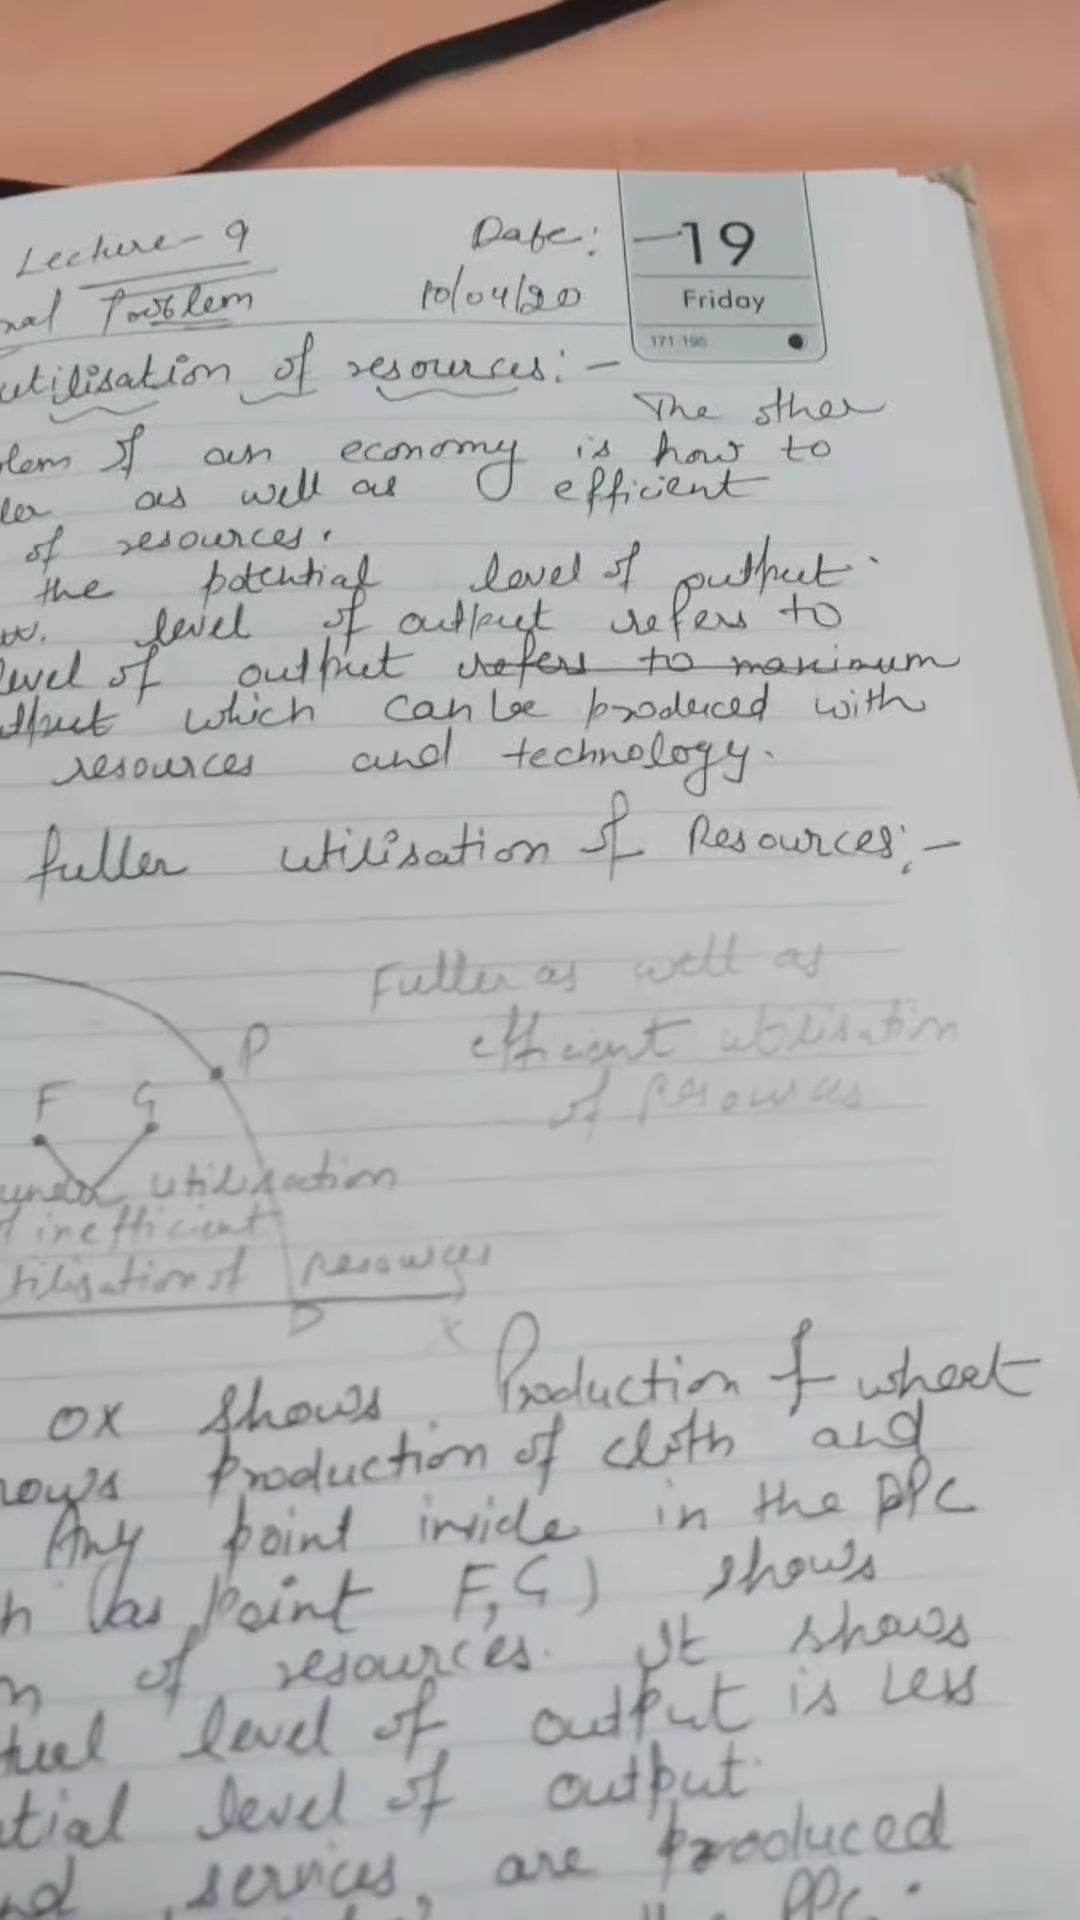 Lecture-9
Date:
-19
Problem
10/04/20
Friday
171-195
utilisation of resources:-
The other
of an economy is how to
as well as efficient
of resources.
the potential level of output.
level of output refers to
level of output refers to maximum
which can be produced with
resources and technology.
fuller utilisation of Resources:-
Fuller as well as
efficient utilisation
of Resources
P
F G
under utilisation
inefficient
utilisation of resources
D
X
OX shows Production of wheat
production of cloth and
Any point inside in the PPC
(as point F,G) shows
of resources. It shows
level of output is less
level of output.
services, are produced
PPC.